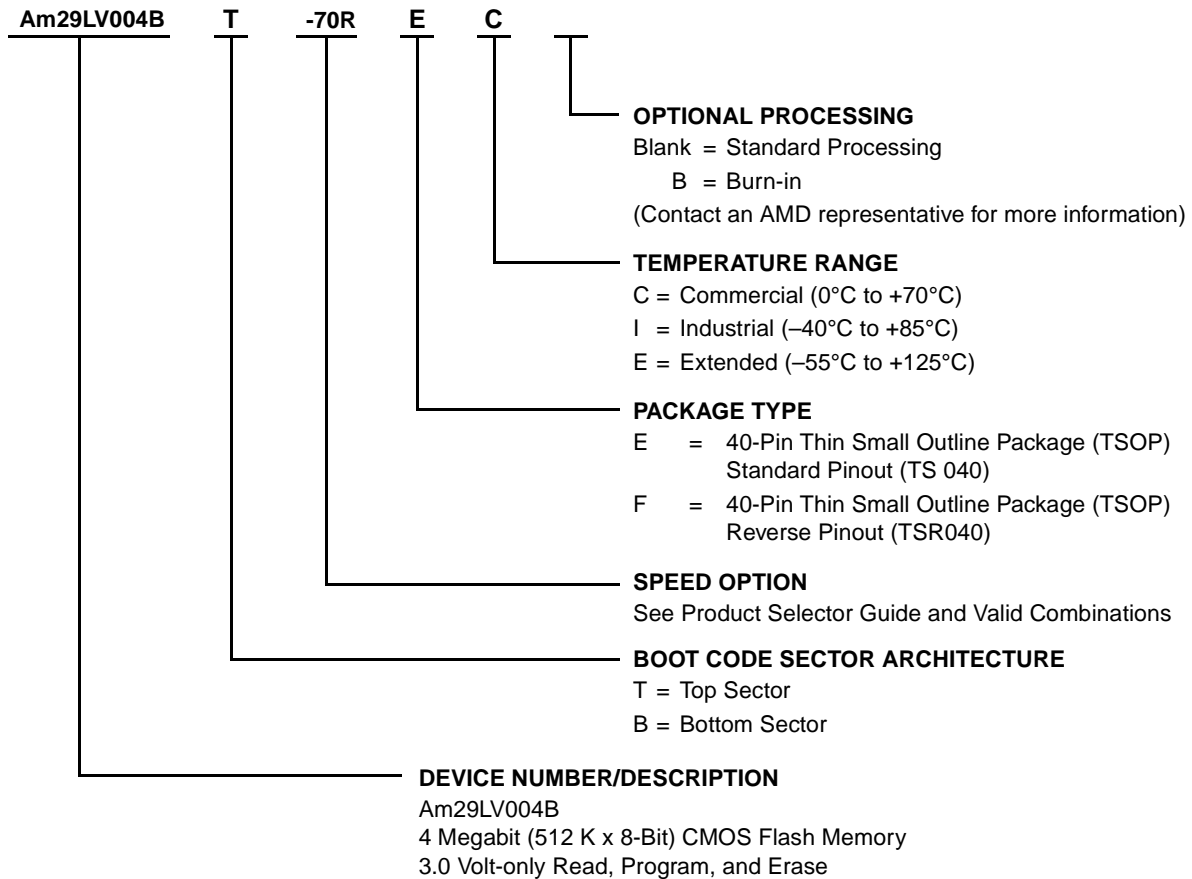 Am29LV004B T -70R E C
OPTIONAL PROCESSING
Blank = Standard Processing
B = Burn-in
(Contact an AMD representative for more information)
TEMPERATURE RANGE
C = Commercial (0°C to +70°C)
I = Industrial (–40°C to +85°C)
E = Extended (–55°C to +125°C)
PACKAGE TYPE
E = 40-Pin Thin Small Outline Package (TSOP)
Standard Pinout (TS 040)
F = 40-Pin Thin Small Outline Package (TSOP)
Reverse Pinout (TSR040)
SPEED OPTION
See Product Selector Guide and Valid Combinations
BOOT CODE SECTOR ARCHITECTURE
T = Top Sector
B = Bottom Sector
DEVICE NUMBER/DESCRIPTION
Am29LV004B
4 Megabit (512 K x 8-Bit) CMOS Flash Memory
3.0 Volt-only Read, Program, and Erase